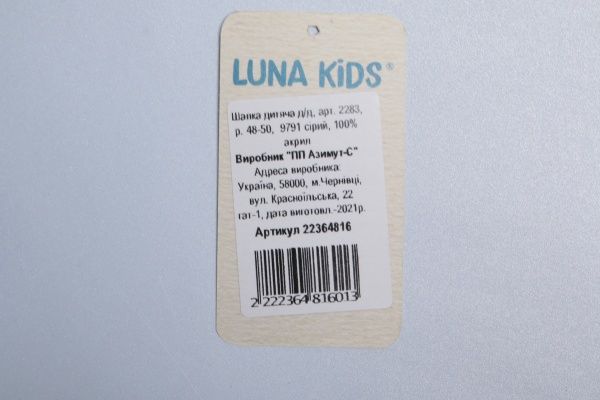 LUNA KiDS®
Шапка дитяча д/д, арт. 2283,
р. 48-50, 9791 сірий, 100%
акрил
Виробник "ПП Азимут-С"
Адреса виробника:
Україна, 58000, м.Чернівці,
вул. Красноїльська, 22
тат-1, дата виготовл.-2021р.
Артикул 22364816
2 222364 816013